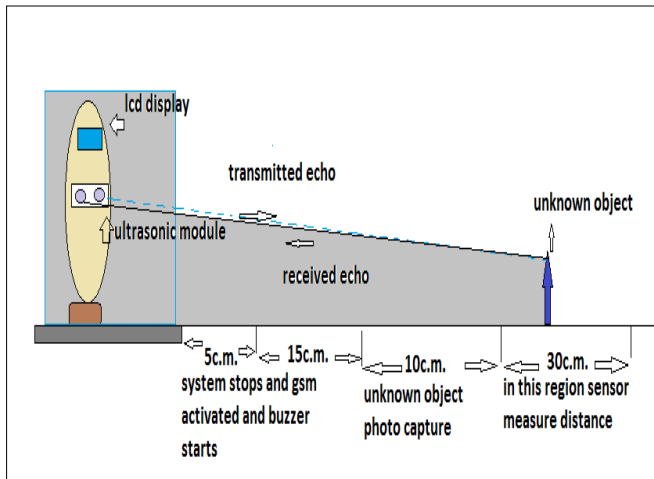 lcd display
transmitted echo
unknown object
ultrasonic module
received echo
5c.m. 15c.m. 10c.m. 30c.m.
system stops and gsm
activated and buzzer
starts
unknown object
photo capture
in this region sensor
measure distance